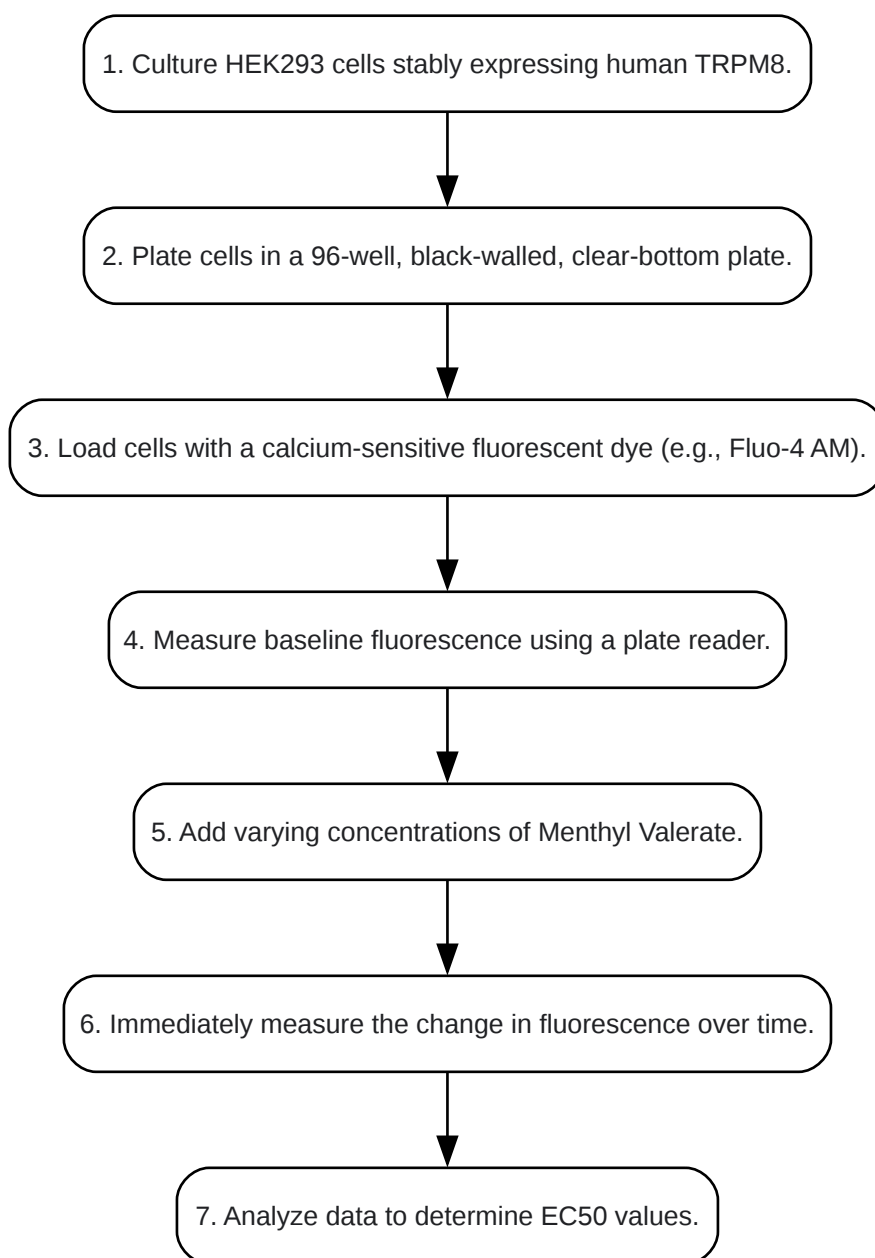 1. Culture HEK293 cells stably expressing human TRPM8.
2. Plate cells in a 96-well, black-walled, clear-bottom plate.
3. Load cells with a calcium-sensitive fluorescent dye (e.g., Fluo-4 AM).
4. Measure baseline fluorescence using a plate reader.
5. Add varying concentrations of Menthyl Valerate.
6. Immediately measure the change in fluorescence over time.
7. Analyze data to determine EC50 values.